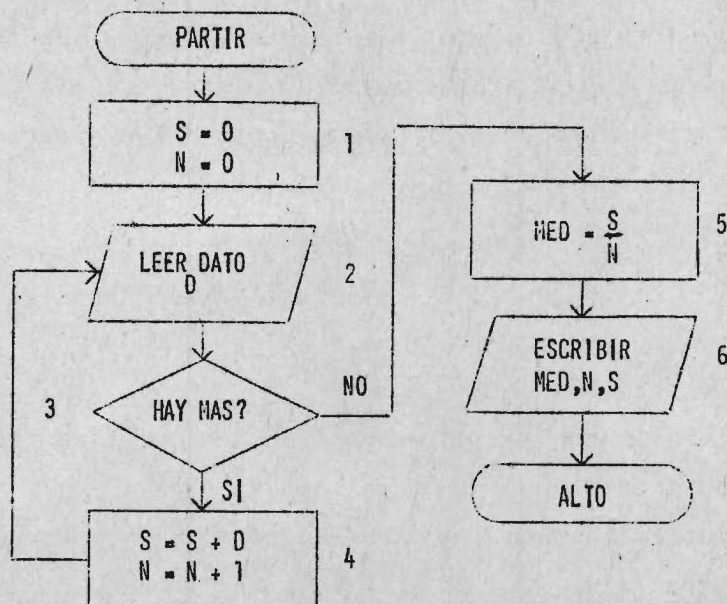 PARTIR
S = 0
N = 0
1
LEER DATO
D
2
HAY MAS?
3
NO
SI
S = S + D
N = N + 1
4
MED = S
N
5
ESCRIBIR
MED,N,S
6
ALTO